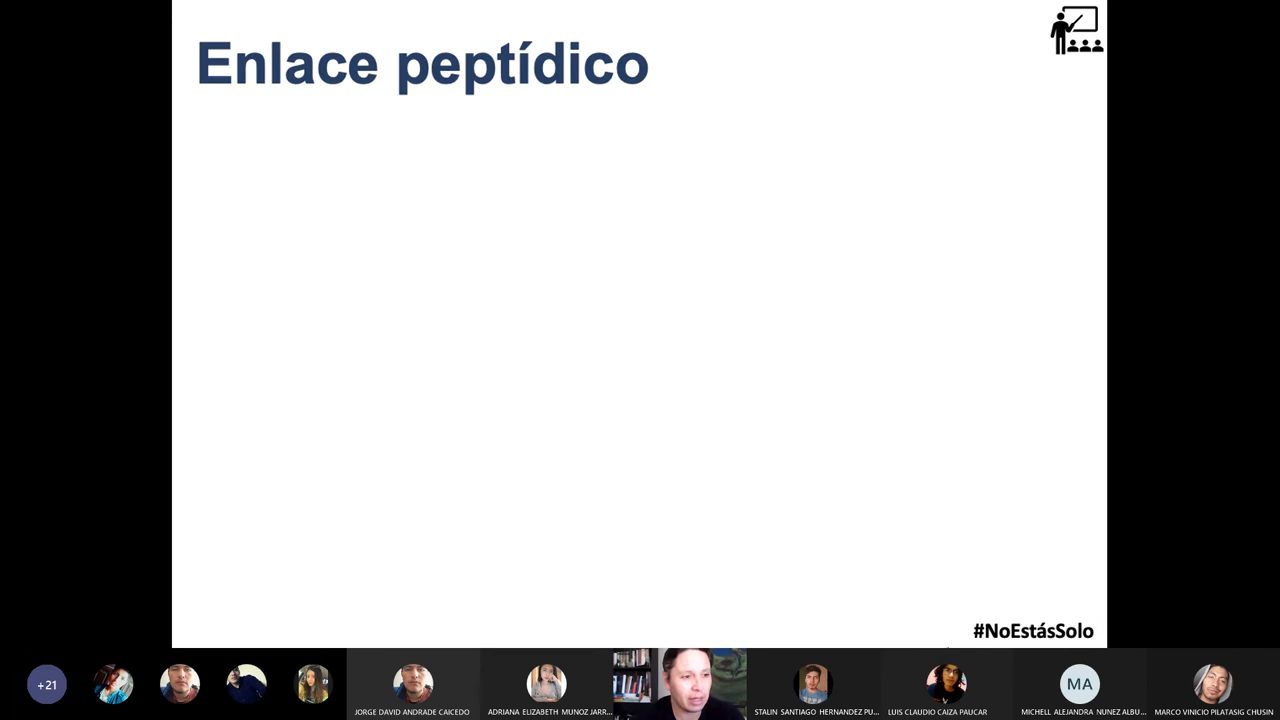 Enlace peptídico
#NoEstásSolo
+21
JORGE DAVID ANDRADE CAICEDO
ADRIANA ELIZABETH MUNOZ JARR...
STALIN SANTIAGO HERNANDEZ PU...
LUIS CLAUDIO CAIZA PAUCAR
MA
MICHELL ALEJANDRA NUNEZ ALBU...
MARCO VINICIO PILATASIG CHUSIN